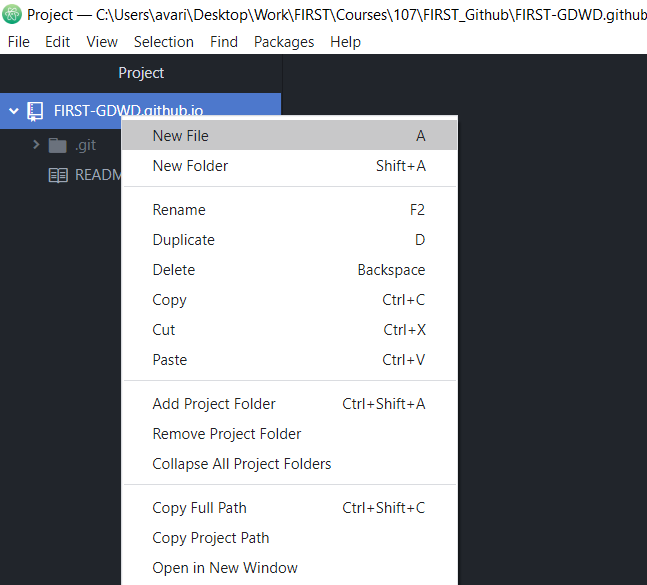 Project — C:\Users\avari\Desktop\Work\FIRST\Courses\107\FIRST_Github\FIRST-GDWD.github
File Edit View Selection Find Packages Help
Project
FIRST-GDWD.github.io
New File A
.git
New Folder Shift+A
READM
Rename F2
Duplicate D
Delete Backspace
Copy Ctrl+C
Cut Ctrl+X
Paste Ctrl+V
Add Project Folder Ctrl+Shift+A
Remove Project Folder
Collapse All Project Folders
Copy Full Path Ctrl+Shift+C
Copy Project Path
Open in New Window